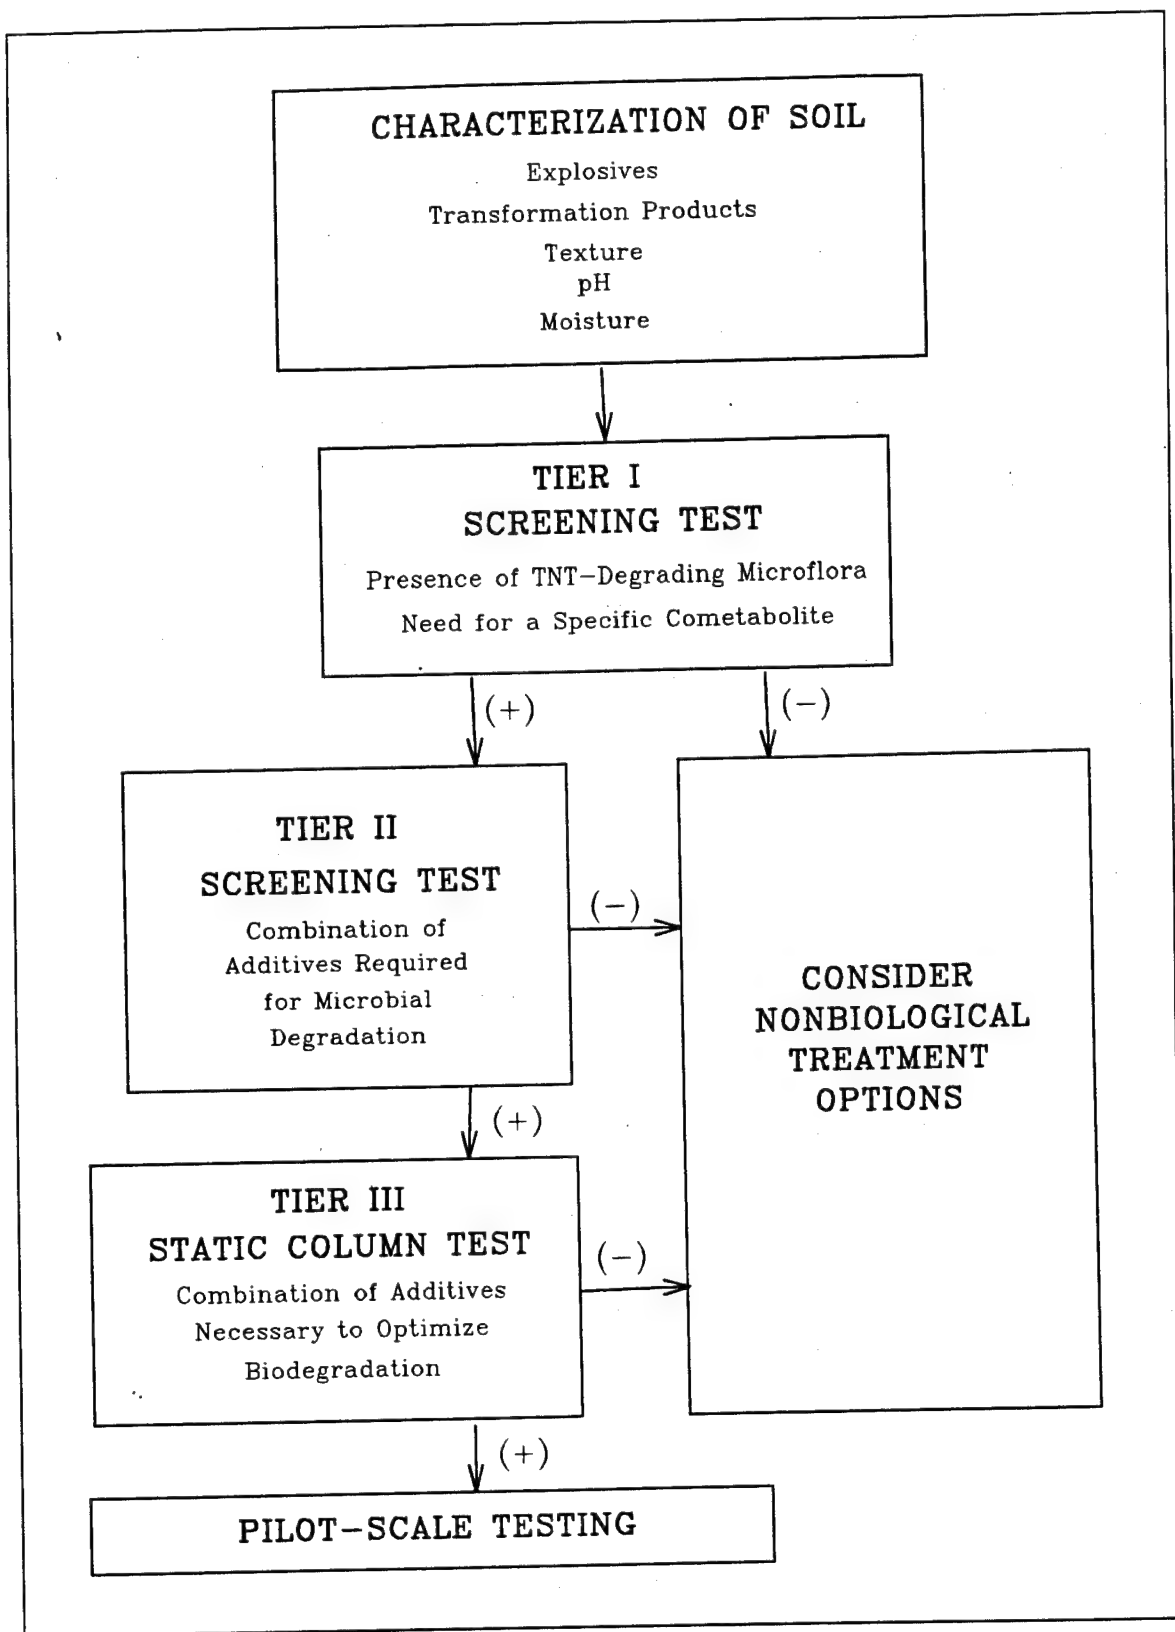 CHARACTERIZATION OF SOIL
Explosives
Transformation Products
Texture
pH
Moisture
TIER I
SCREENING TEST
Presence of TNT-Degrading Microflora
Need for a Specific Cometabolite
(+)
(-)
TIER II
SCREENING TEST
Combination of
Additives Required
for Microbial
Degradation
(-)
CONSIDER
NONBIOLOGICAL
TREATMENT
OPTIONS
(+)
TIER III
STATIC COLUMN TEST
Combination of Additives
Necessary to Optimize
Biodegradation
(-)
(+)
PILOT-SCALE TESTING